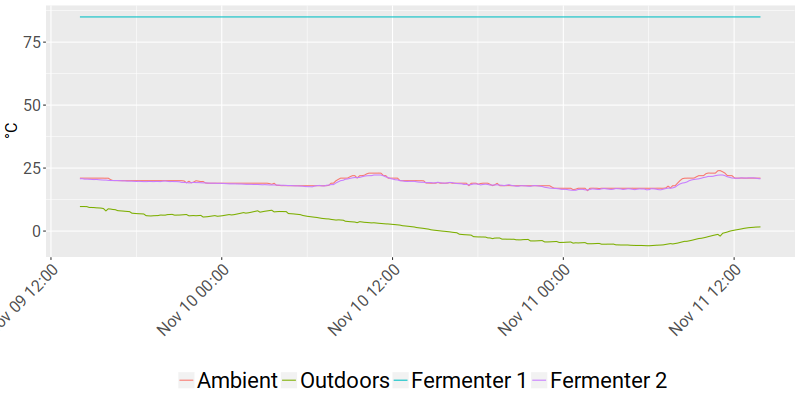 75
50
25
0
°C
ov 09 12:00
Nov 10 00:00
Nov 10 12:00
Nov 11 00:00
Nov 11 12:00
Ambient Outdoors Fermenter 1 Fermenter 2